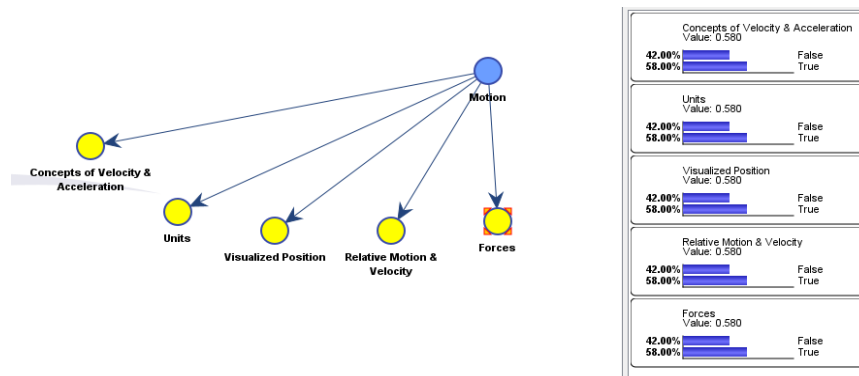 Motion
Concepts of Velocity &
Acceleration
Units
Visualized Position
Relative Motion &
Velocity
Forces
Concepts of Velocity & Acceleration
Value: 0.580
42.00% False
58.00% True
Units
Value: 0.580
42.00% False
58.00% True
Visualized Position
Value: 0.580
42.00% False
58.00% True
Relative Motion & Velocity
Value: 0.580
42.00% False
58.00% True
Forces
Value: 0.580
42.00% False
58.00% True